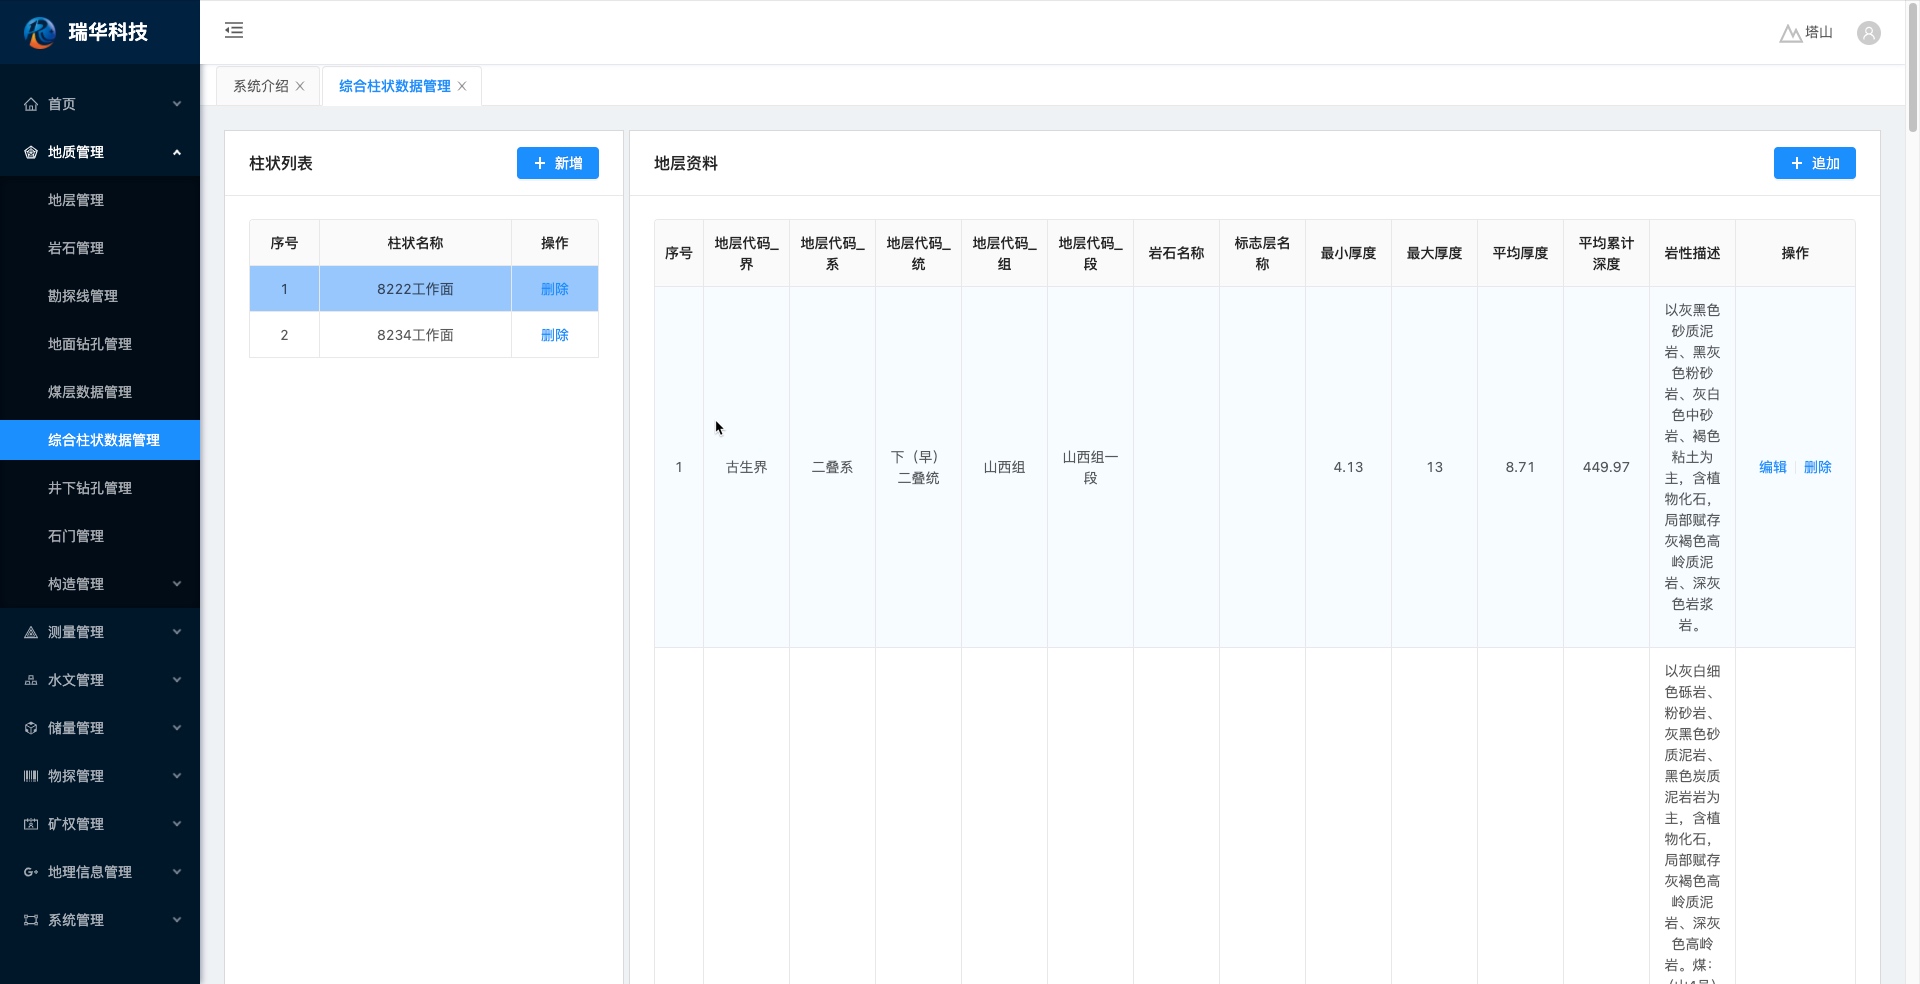 瑞华科技
塔山
系统介绍
综合柱状数据管理
首页
地质管理
地层管理
岩石管理
勘探线管理
地面钻孔管理
煤层数据管理
综合柱状数据管理
井下钻孔管理
石门管理
构造管理
测量管理
水文管理
储量管理
物探管理
矿权管理
地理信息管理
系统管理
柱状列表
新增
序号 柱状名称 操作
1 8222工作面 删除
2 8234工作面 删除
地层资料
追加
序号
地层代码_
界
地层代码_
系
地层代码_
统
地层代码_
组
地层代码_
段
岩石名称
标志层名
称
最小厚度
最大厚度
平均厚度
平均累计
深度
岩性描述
操作
1
古生界
二叠系
下（早）
二叠统
山西组
山西组一
段
4.13
13
8.71
449.97
以灰黑色
砂质泥
岩、黑灰
色粉砂
岩、灰白
色中砂
岩、褐色
粘土为
主，含植
物化石，
局部赋存
灰褐色高
岭质泥
岩、深灰
色岩浆
岩。
编辑 删除
以灰白细
色砾岩、
粉砂岩、
灰黑色砂
质泥岩、
黑色炭质
泥岩岩为
主，含植
物化石，
局部赋存
灰褐色高
岭质泥
岩、深灰
色高岭
岩。煤：